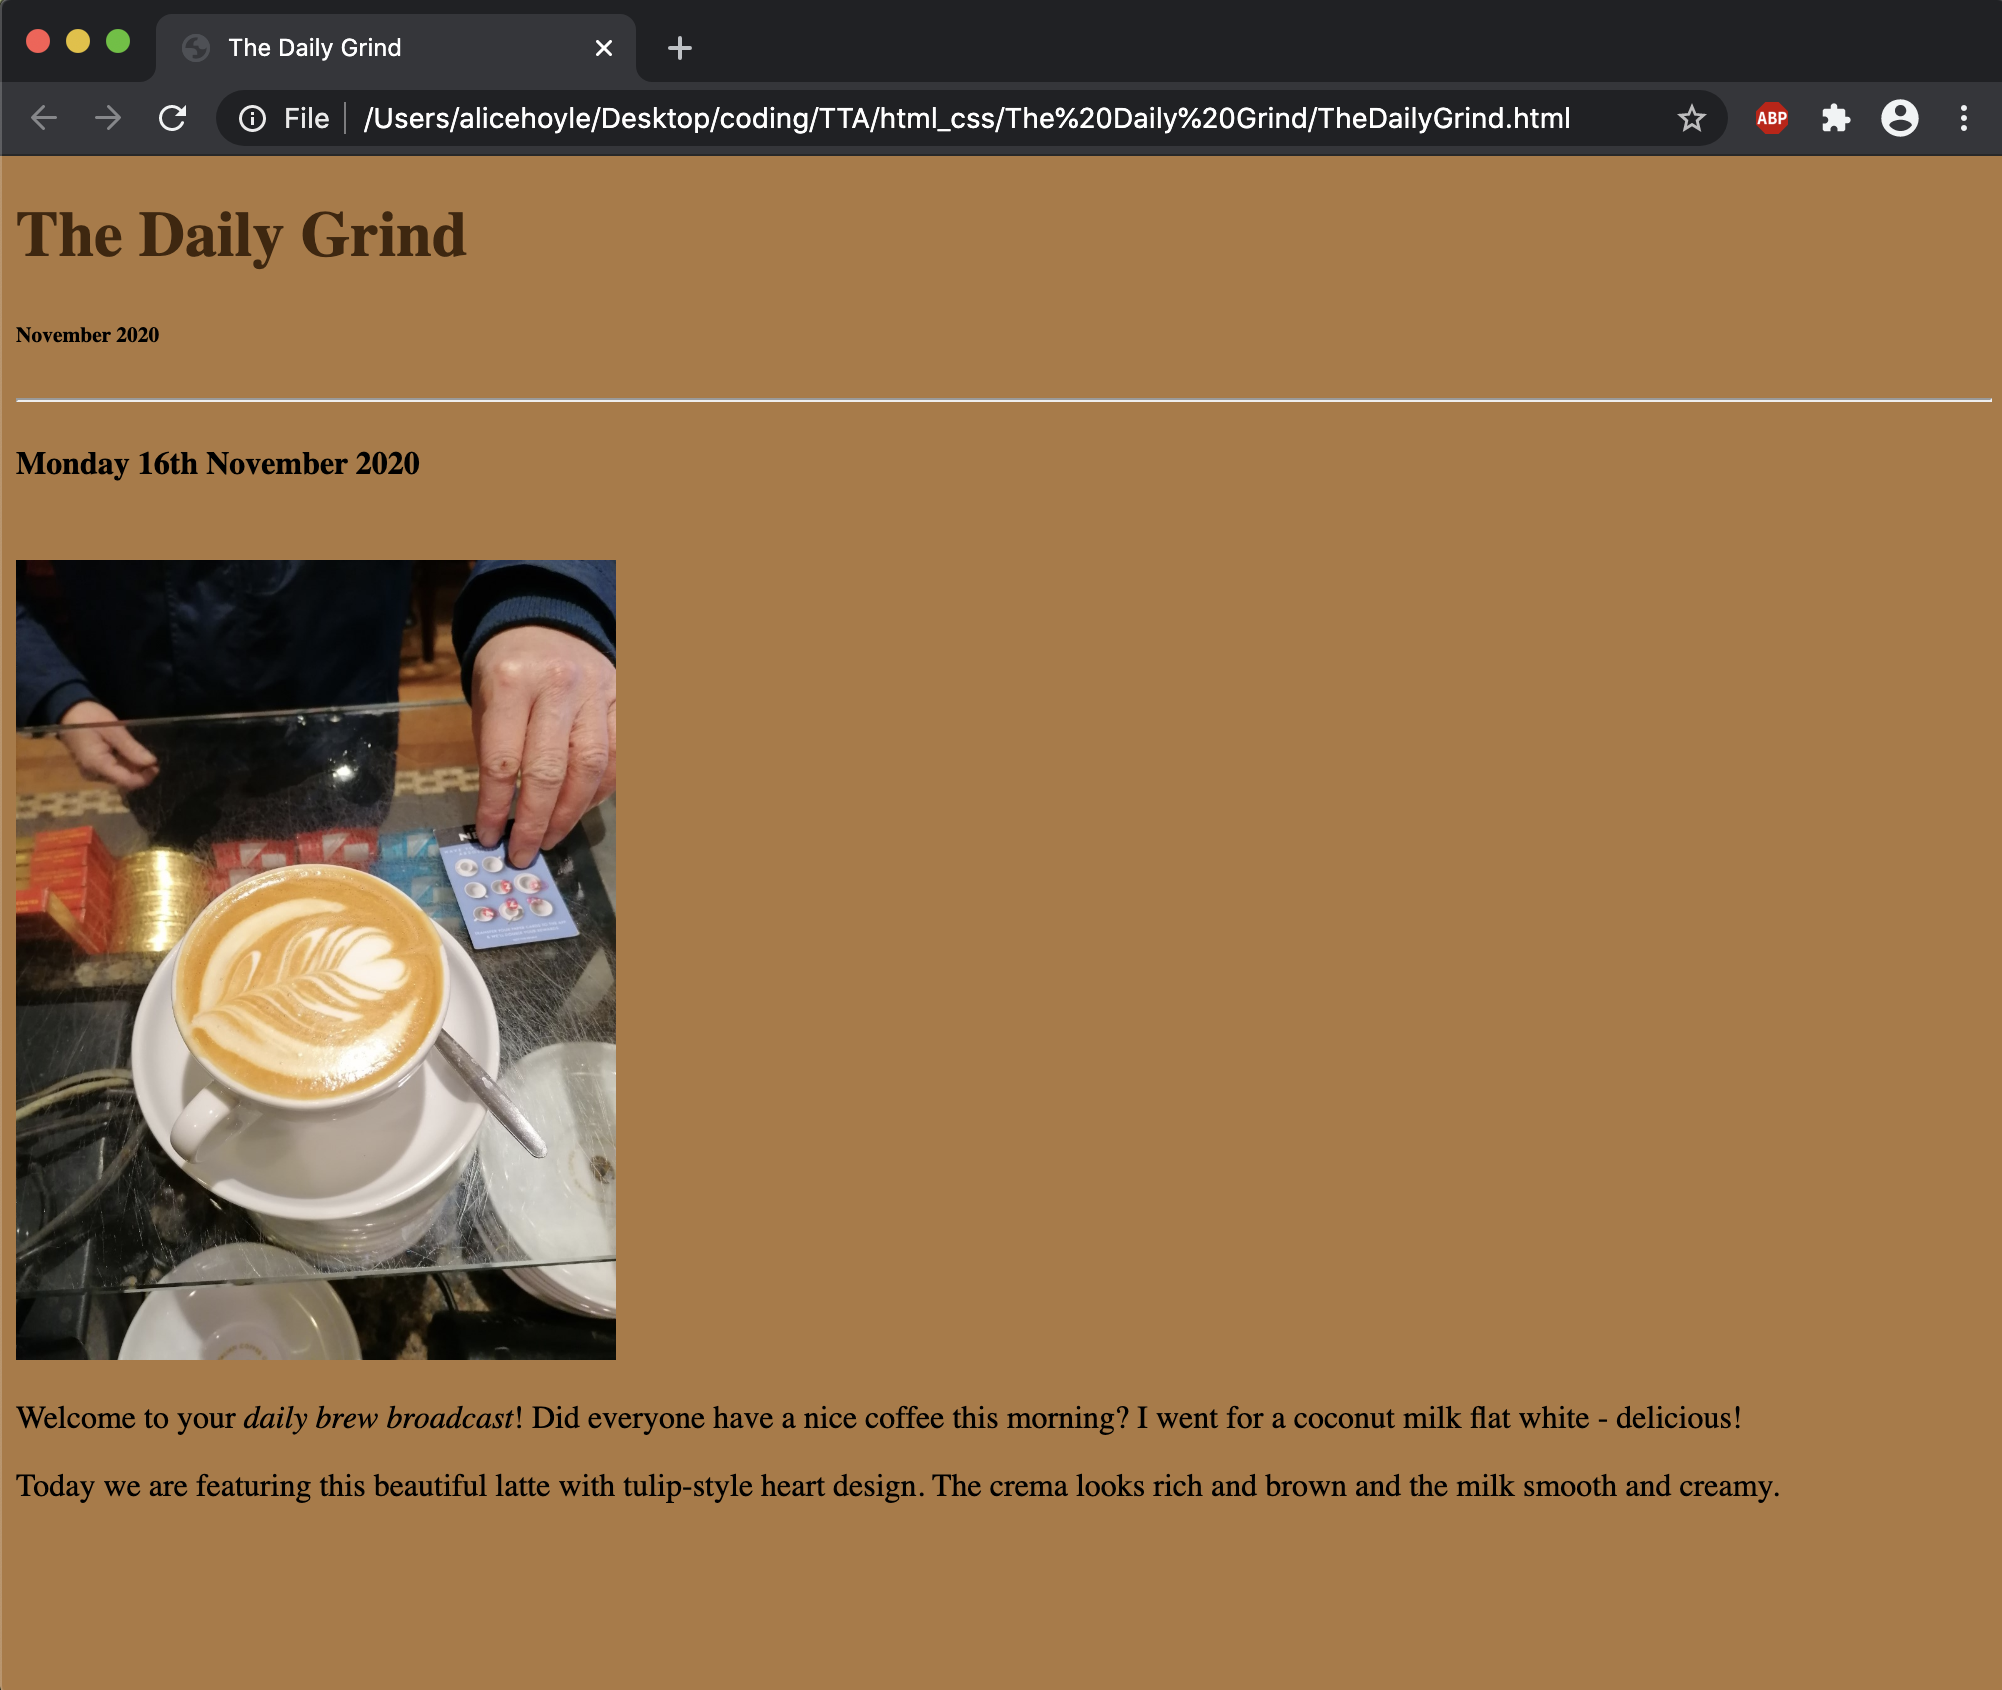 The Daily Grind
File
/Users/alicehoyle/Desktop/coding/TTA/html_css/The%20Daily%20Grind/TheDailyGrind.html
ABP
The Daily Grind
November 2020
Monday 16th November 2020
Welcome to your daily brew broadcast! Did everyone have a nice coffee this morning? I went for a coconut milk flat white - delicious!
Today we are featuring this beautiful latte with tulip-style heart design. The crema looks rich and brown and the milk smooth and creamy.